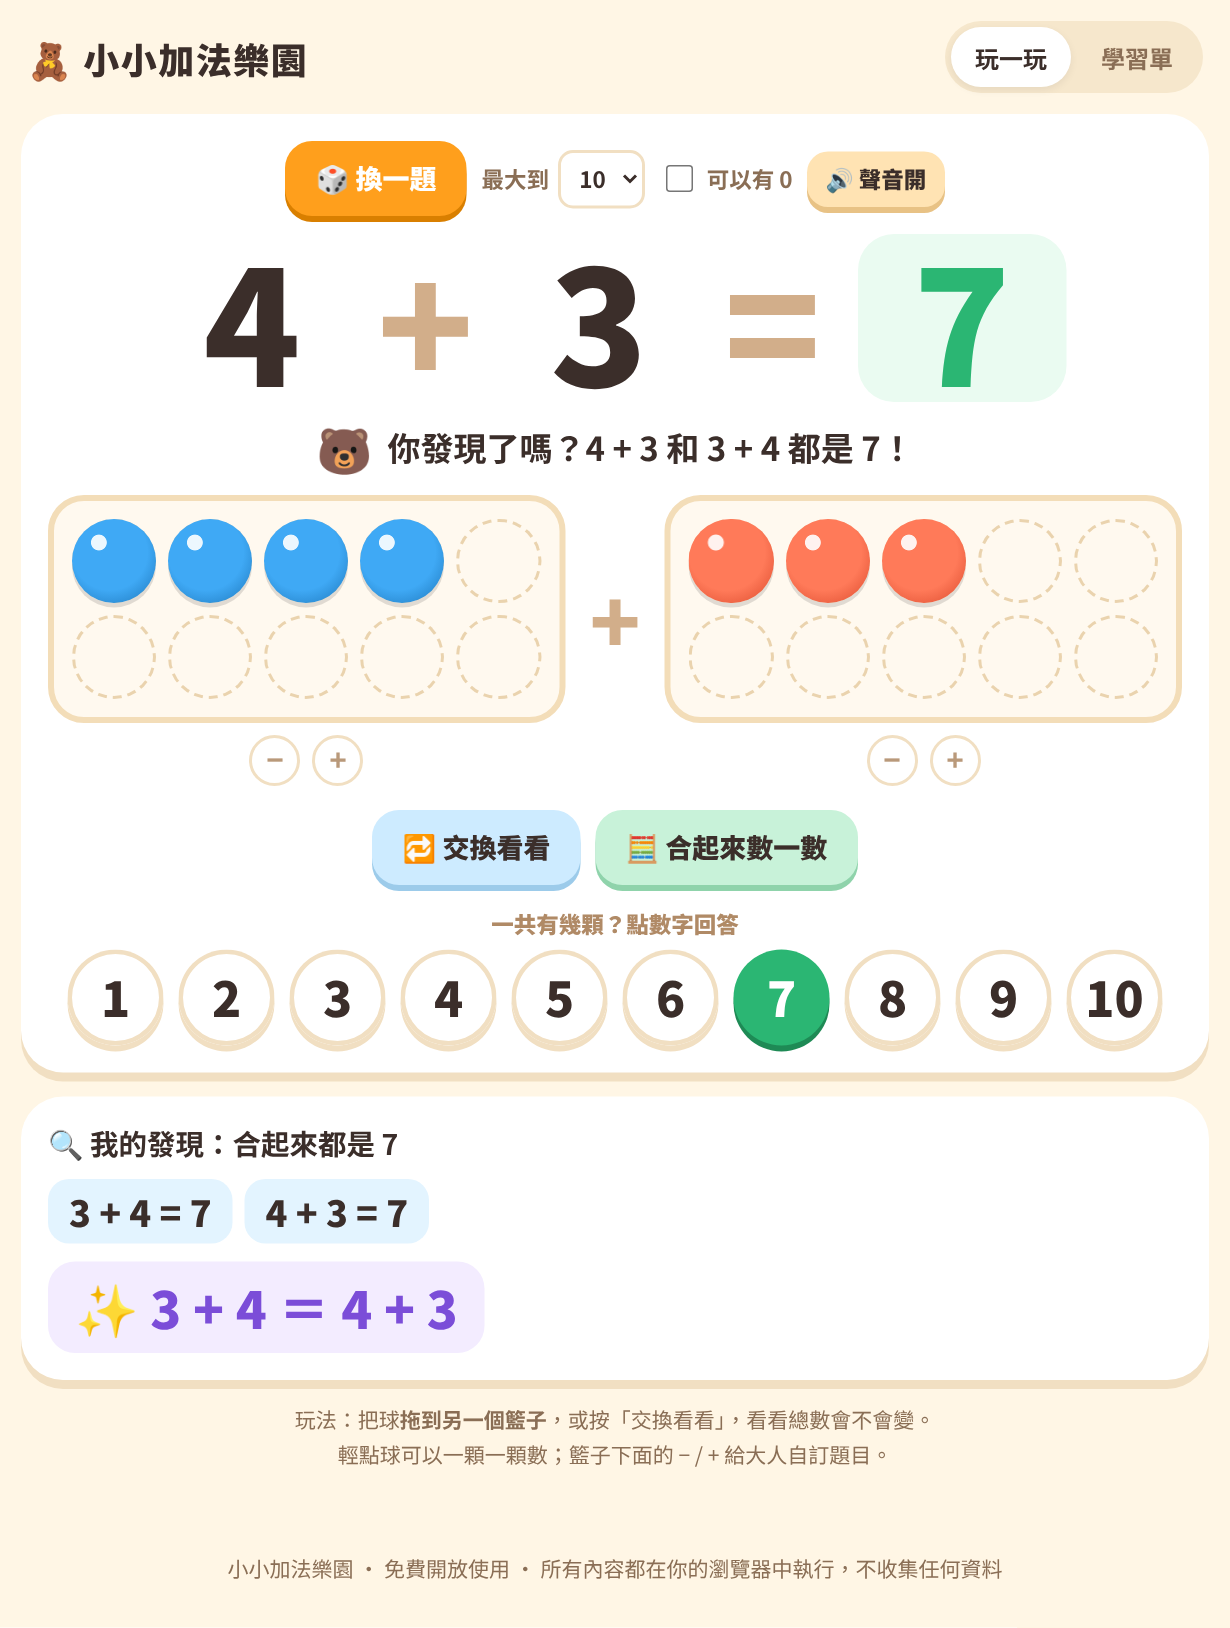 小小加法樂園
玩一玩 學習單
換一題 最大到 10 可以有 0 聲音開
4 + 3 = 7
你發現了嗎？4 + 3 和 3 + 4 都是 7！
+
− + − +
交換看看 合起來數一數
一共有幾顆？點數字回答
1 2 3 4 5 6 7 8 9 10
我的發現：合起來都是 7
3 + 4 = 7 4 + 3 = 7
3 + 4 ＝ 4 + 3
玩法：把球拖到另一個籃子，或按「交換看看」，看看總數會不會變。
輕點球可以一顆一顆數；籃子下面的 − / + 給大人自訂題目。
小小加法樂園 · 免費開放使用 · 所有內容都在你的瀏覽器中執行，不收集任何資料